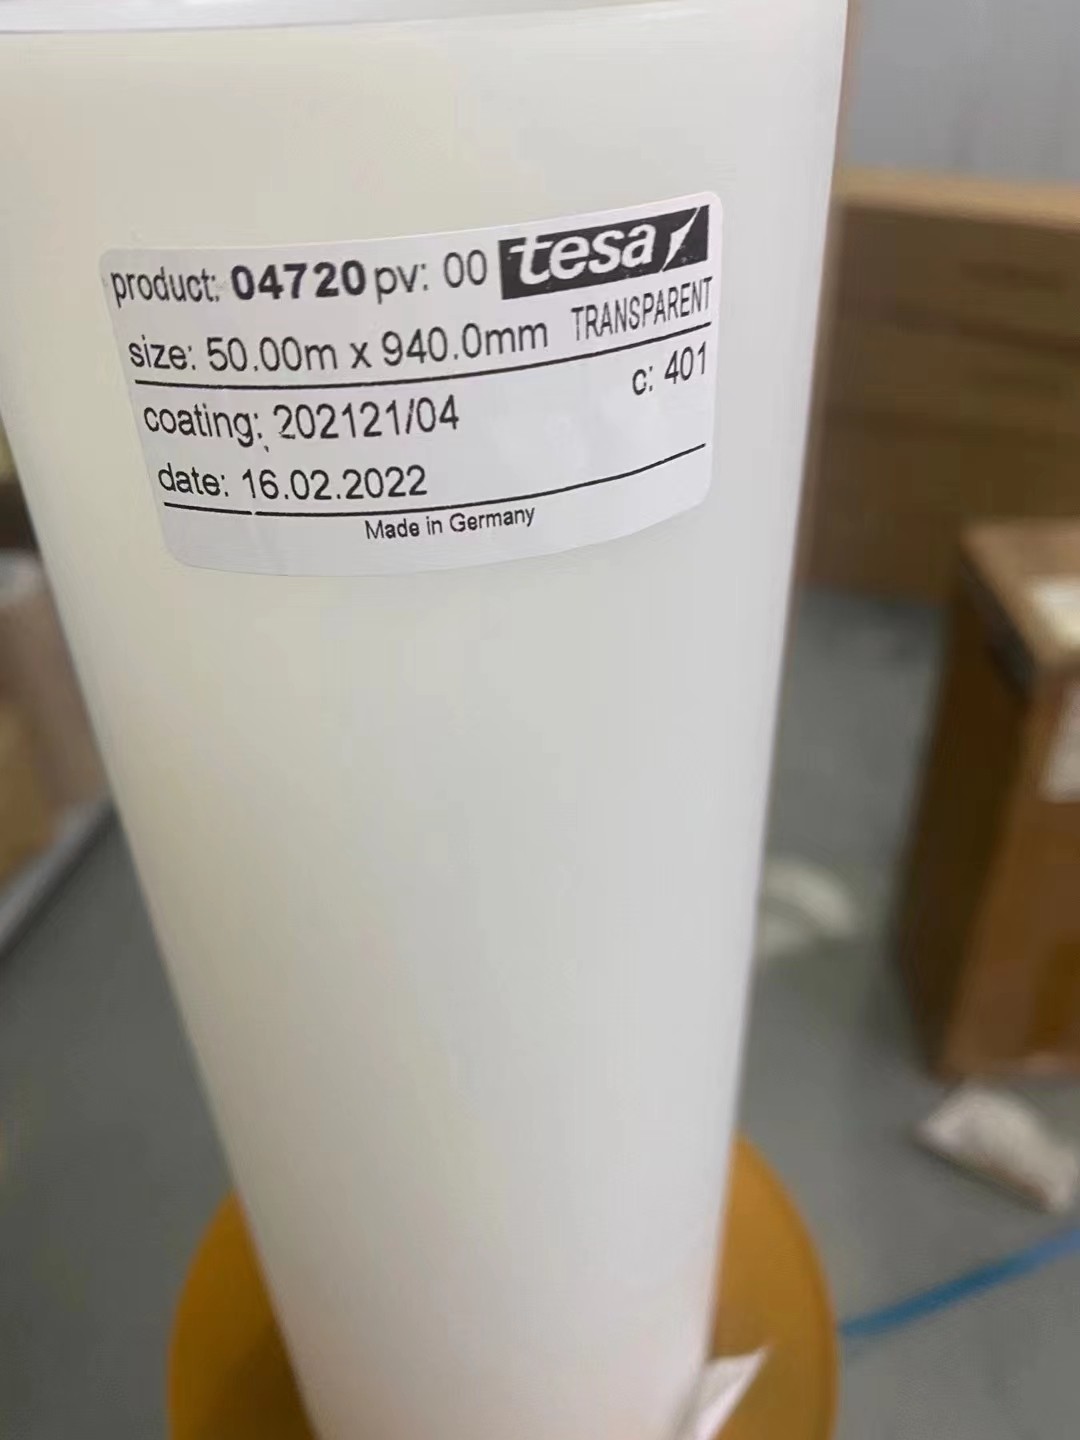 product: 04720 pv: 00 tesa
size: 50.00m x 940.0mm TRANSPARENT
coating: 202121/04 c: 401
date: 16.02.2022
Made in Germany